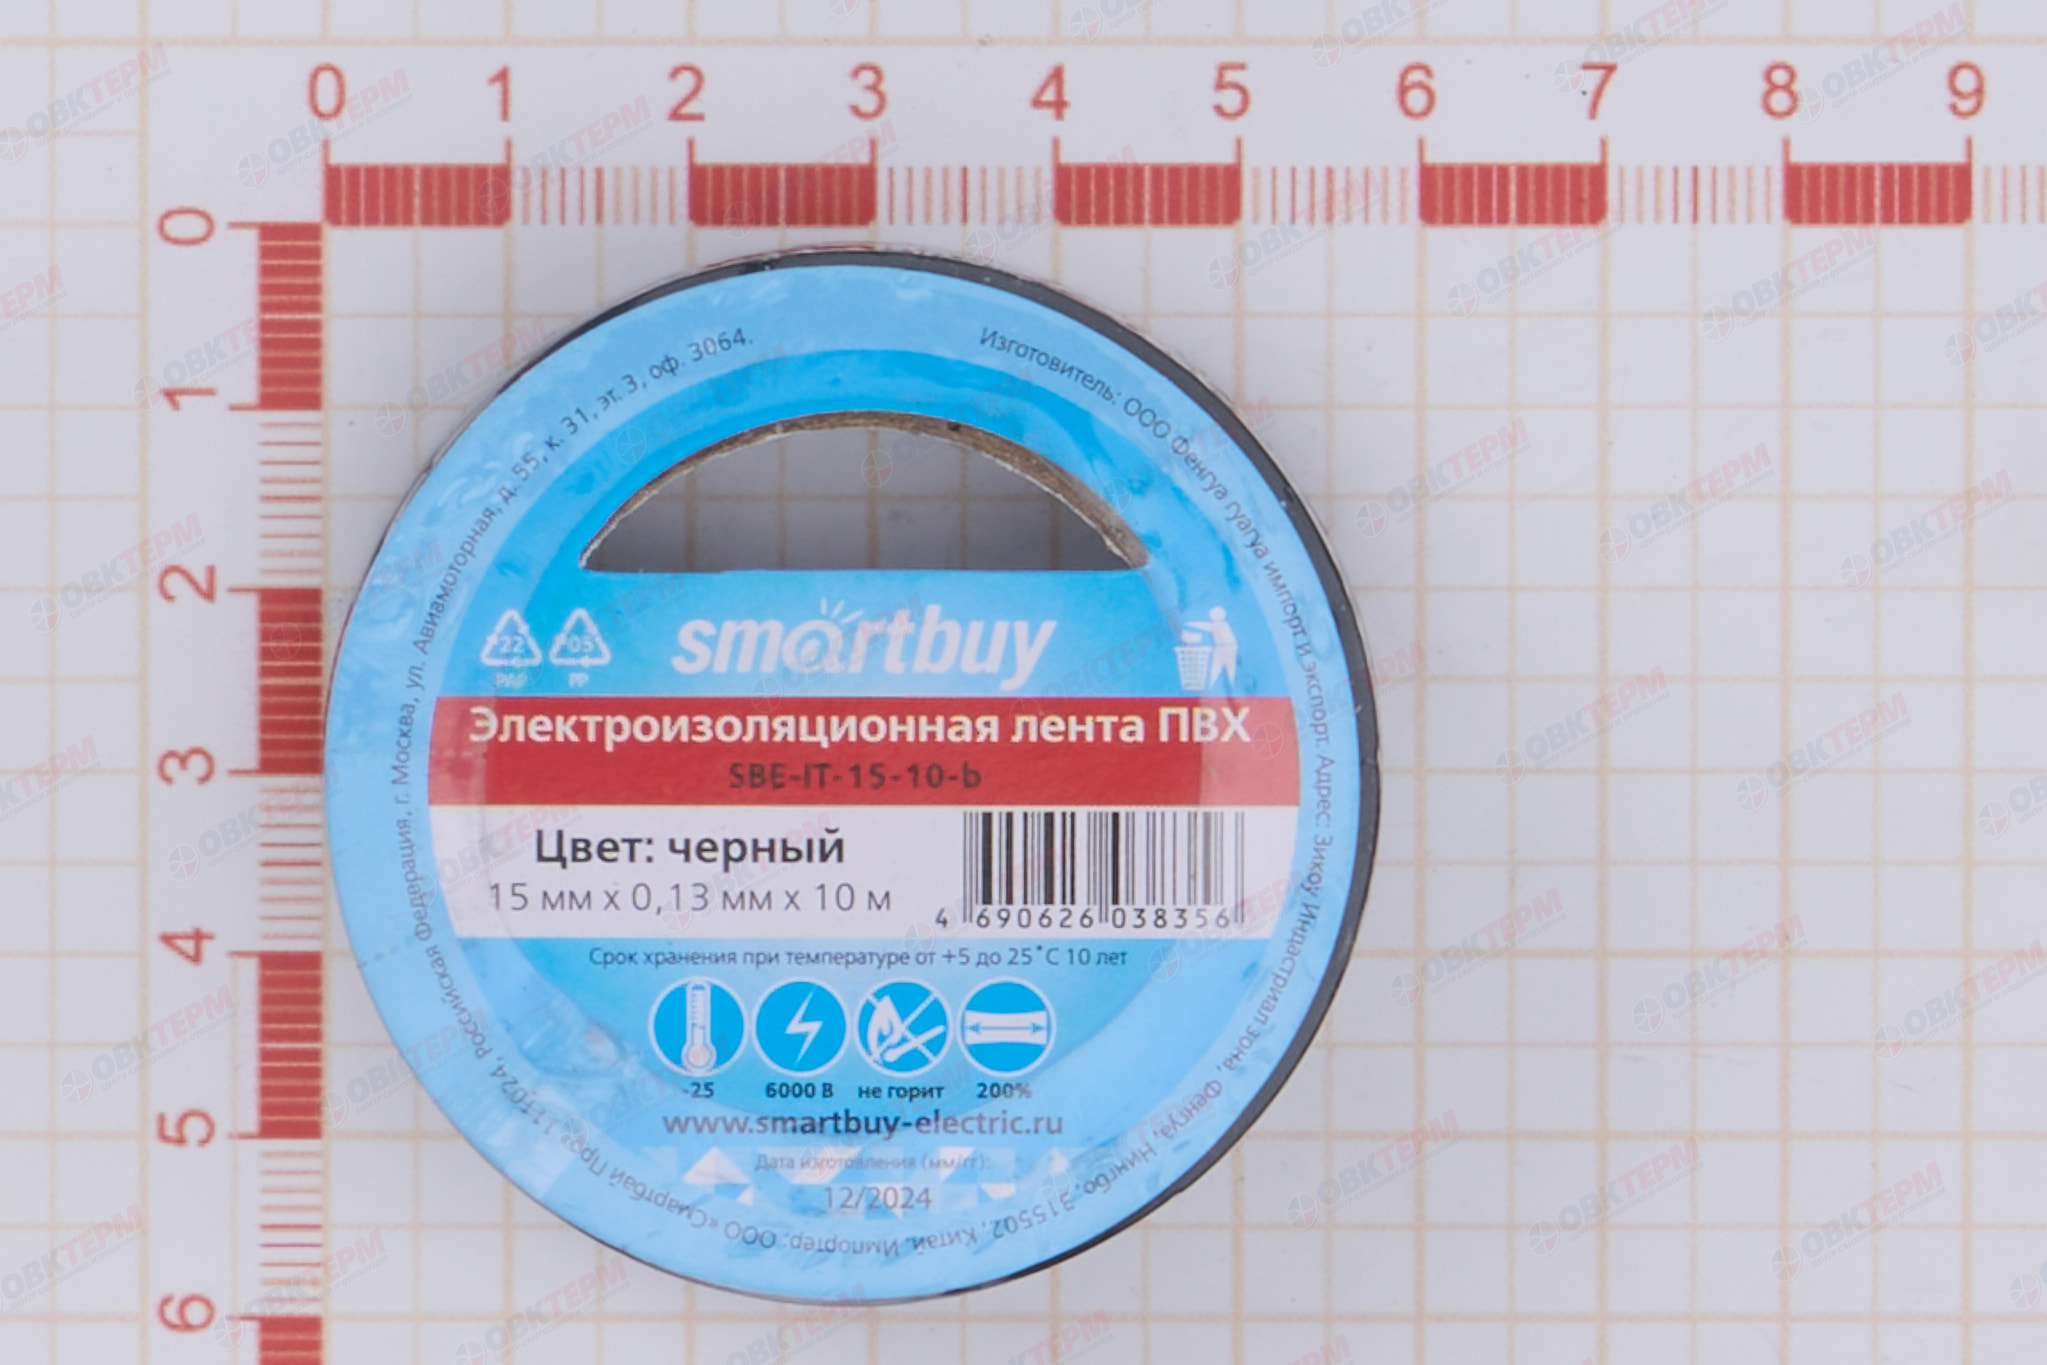 0 1 2 3 4 5 6 7 8 9
0
1
2
3
4
5
6
Изготовитель: ООО Фенгуа гуагуа импорт и экспорт. Адрес: Зикоу Индастриал зона, Фенгуа, Нингбо, 315502, Китай. Импортер: ООО «Смартбай Про», 111024, Российская Федерация, г. Москва, ул. Авиамоторная, д. 55, к. 31, эт. 3, оф. 3064.
22
PAP
05
PP
smartbuy
Электроизоляционная лента ПВХ
SBE-IT-15-10-b
Цвет: черный
15 мм x 0,13 мм x 10 м
4 690626 038356
Срок хранения при температуре от +5 до 25˚С 10 лет
-25 6000 В не горит 200%
www.smartbuy-electric.ru
Дата изготовления (мм/гг):
12/2024
ОВКТЕРМ